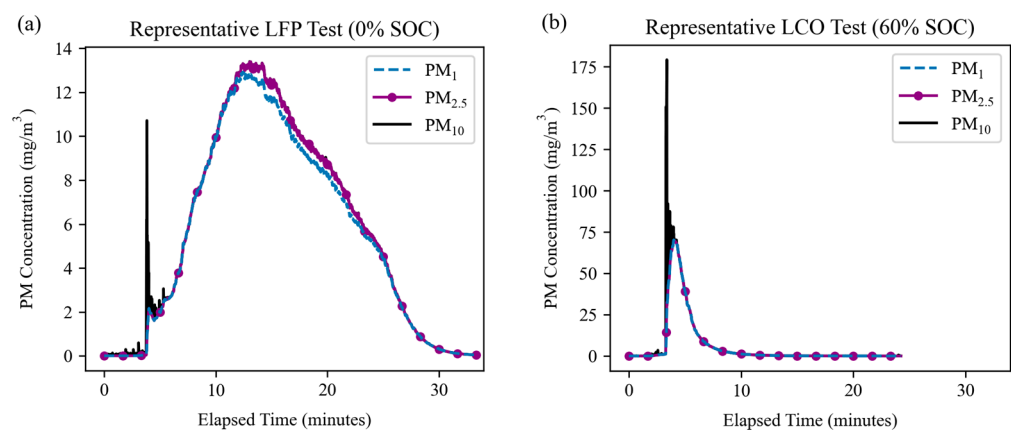 (a)
Representative LFP Test (0% SOC)
PM Concentration (mg/m³)
14
12
10
8
6
4
2
0
PM₁
PM₂.₅
PM₁₀
0
10
20
30
Elapsed Time (minutes)
(b)
Representative LCO Test (60% SOC)
PM Concentration (mg/m³)
175
150
125
100
75
50
25
0
PM₁
PM₂.₅
PM₁₀
0
10
20
30
Elapsed Time (minutes)